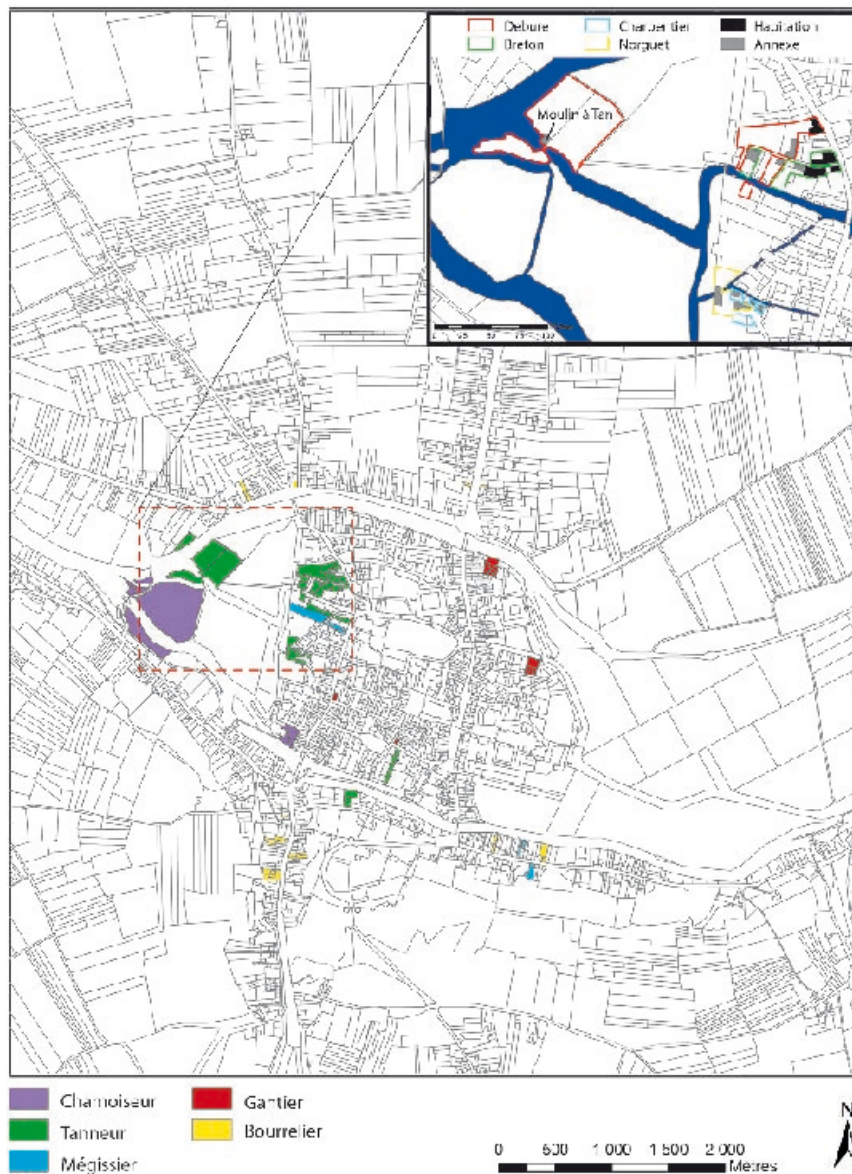 Debure Charpentier Habitation
Breton Norguet Annexe
Moulin à Tan
Chamoiseur Gantier
Tanneur Bourrelier
Mégissier
N
0 500 1 000 1 500 2 000
Mètres